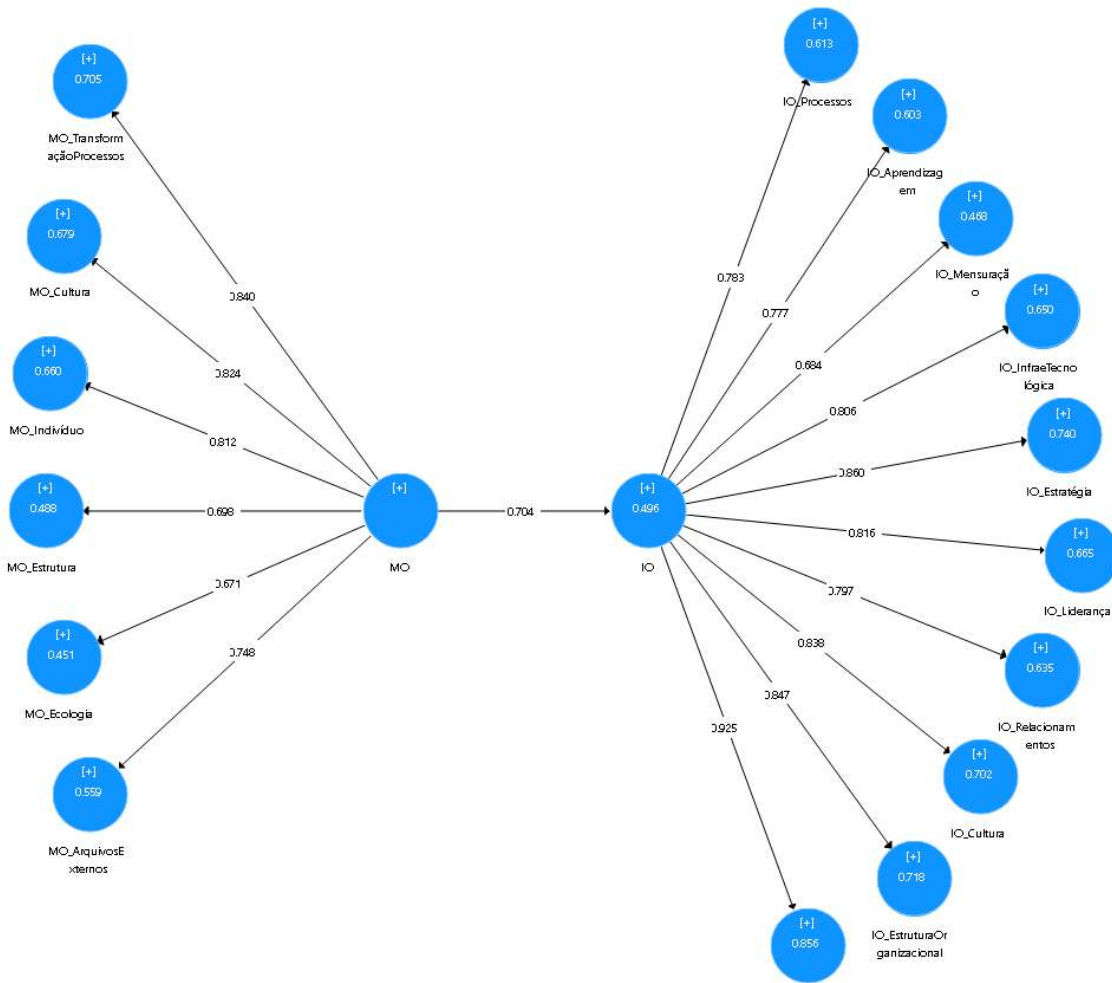 [+]
0.705
MO_Transform
açãoProcessos
[+]
0.679
MO_Cultura
[+]
0.660
MO_Indivíduo
[+]
0.488
MO_Estrutura
[+]
0.451
MO_Ecologia
[+]
0.559
MO_ArquivosE
xternos
0.840
0.824
0.812
0.698
0.671
0.748
[+]
MO
0.704
[+]
0.496
IO
0.783
0.777
0.684
0.806
0.860
0.816
0.797
0.838
0.847
0.925
[+]
0.613
IO_Processos
[+]
0.603
IO_Aprendizag
em
[+]
0.468
IO_Mensuraçã
o
[+]
0.650
IO_InfraeTecno
lógica
[+]
0.740
IO_Estratégia
[+]
0.665
IO_Liderança
[+]
0.635
IO_Relacionam
entos
[+]
0.702
IO_Cultura
[+]
0.718
IO_EstruturaOr
ganizacional
[+]
0.856